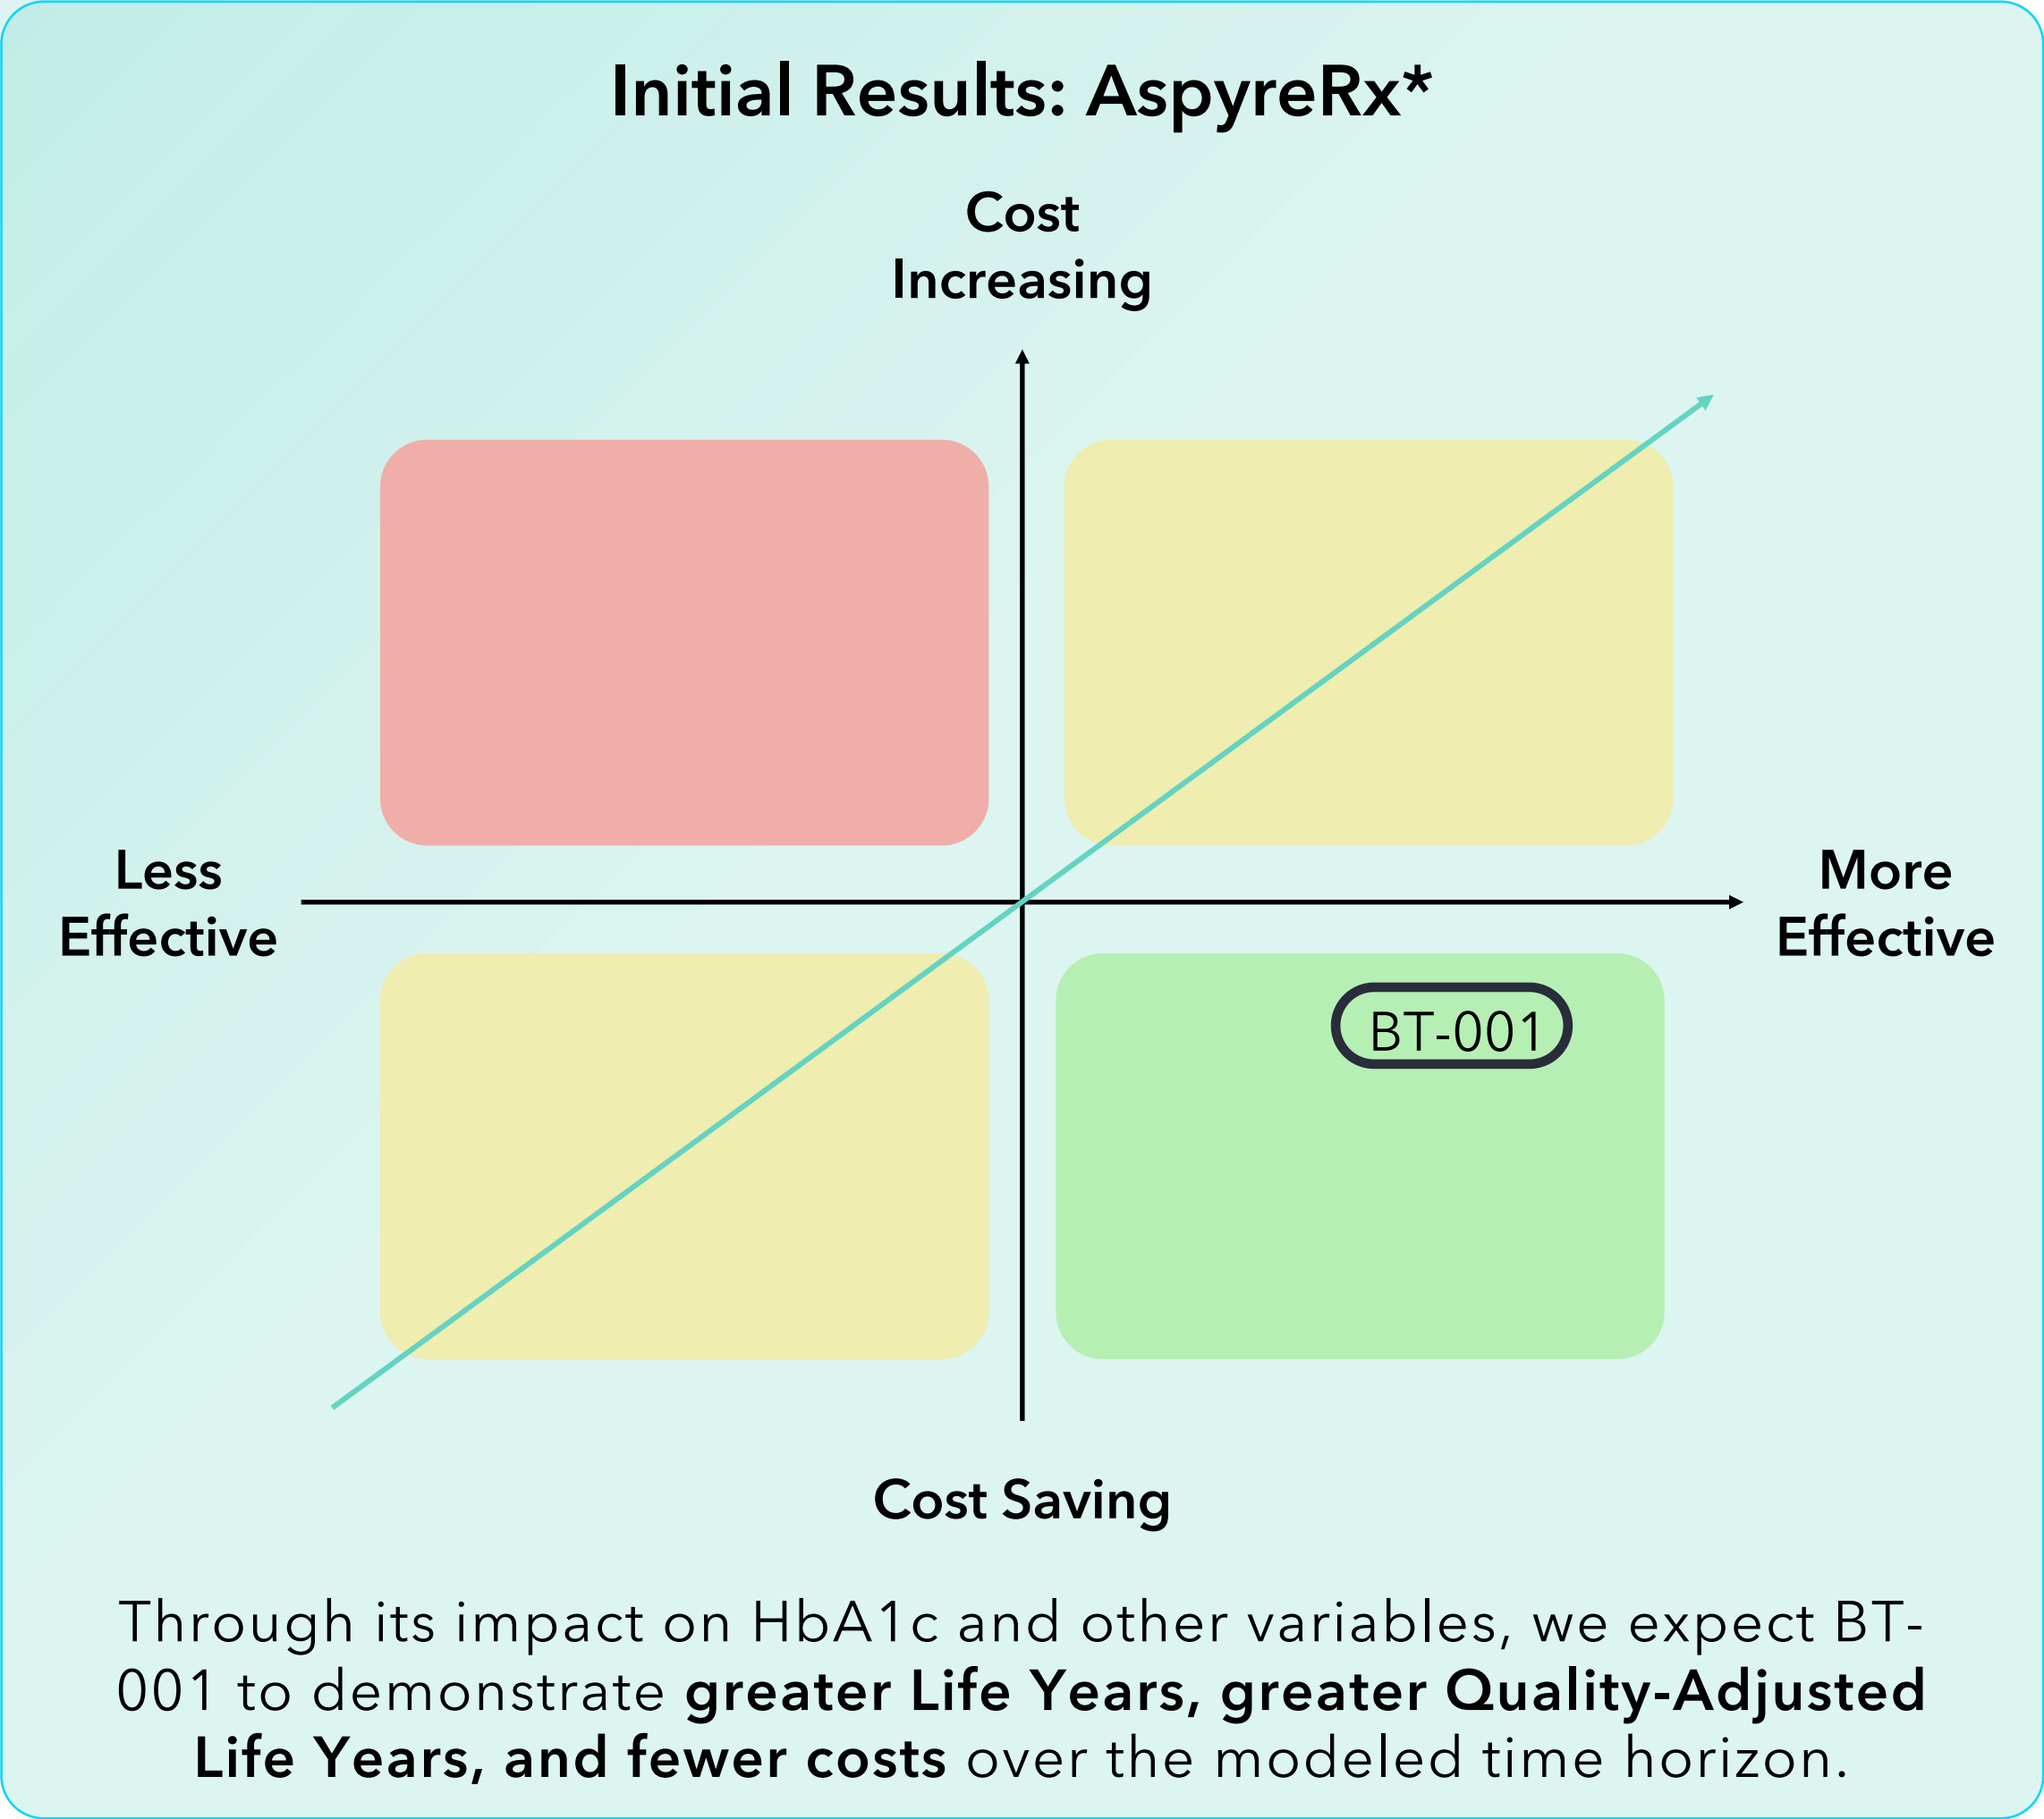 Initial Results: AspyreRx*
Cost
Increasing
Less
Effective
More
Effective
BT-001
Cost Saving
Through its impact on HbA1c and other variables, we expect BT-
001 to demonstrate greater Life Years, greater Quality-Adjusted
Life Years, and fewer costs over the modeled time horizon.